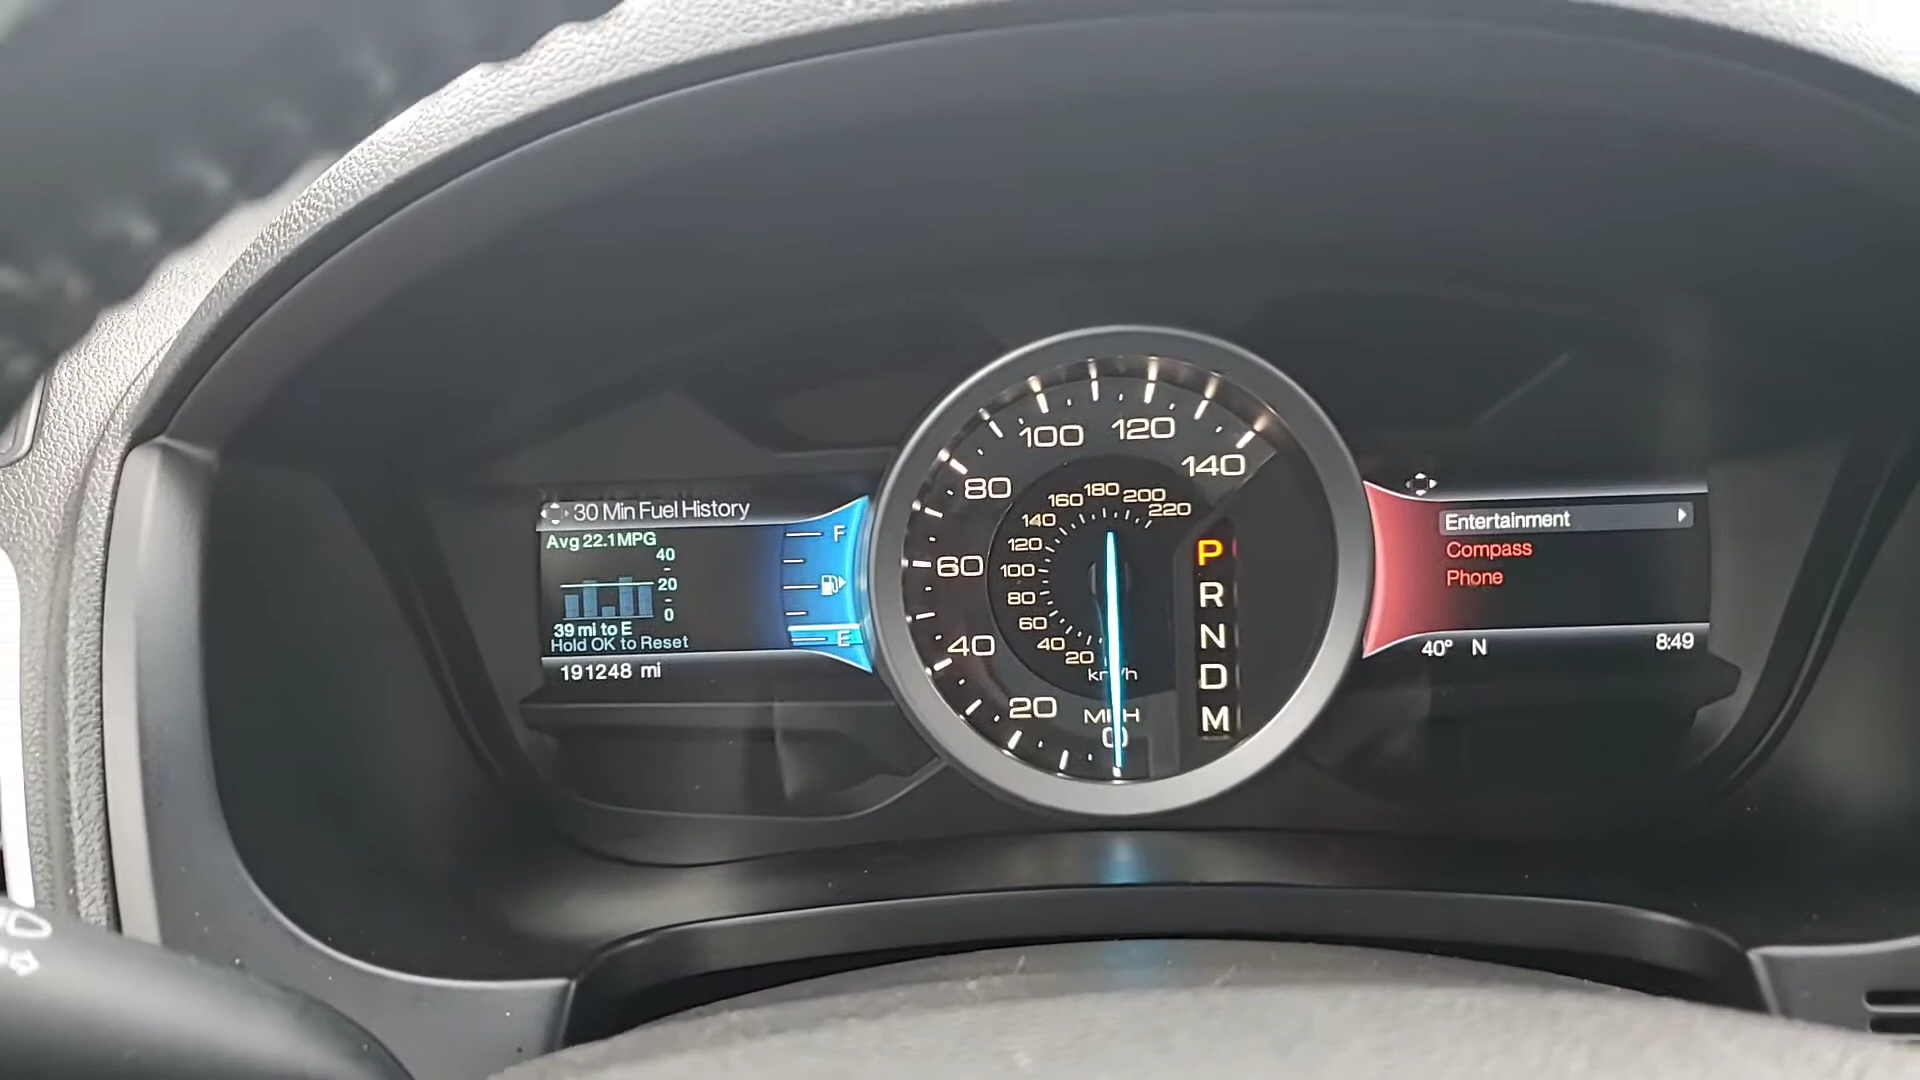 30 Min Fuel History
Avg 22.1MPG
40
20
0
39 mi to E
Hold OK to Reset
191248 mi
F
E
100
120
80
140
60
40
20
MPH
0
180
160
200
220
140
120
100
80
60
40
20
km/h
P
R
N
D
M
Entertainment
Compass
Phone
40° N
8:49